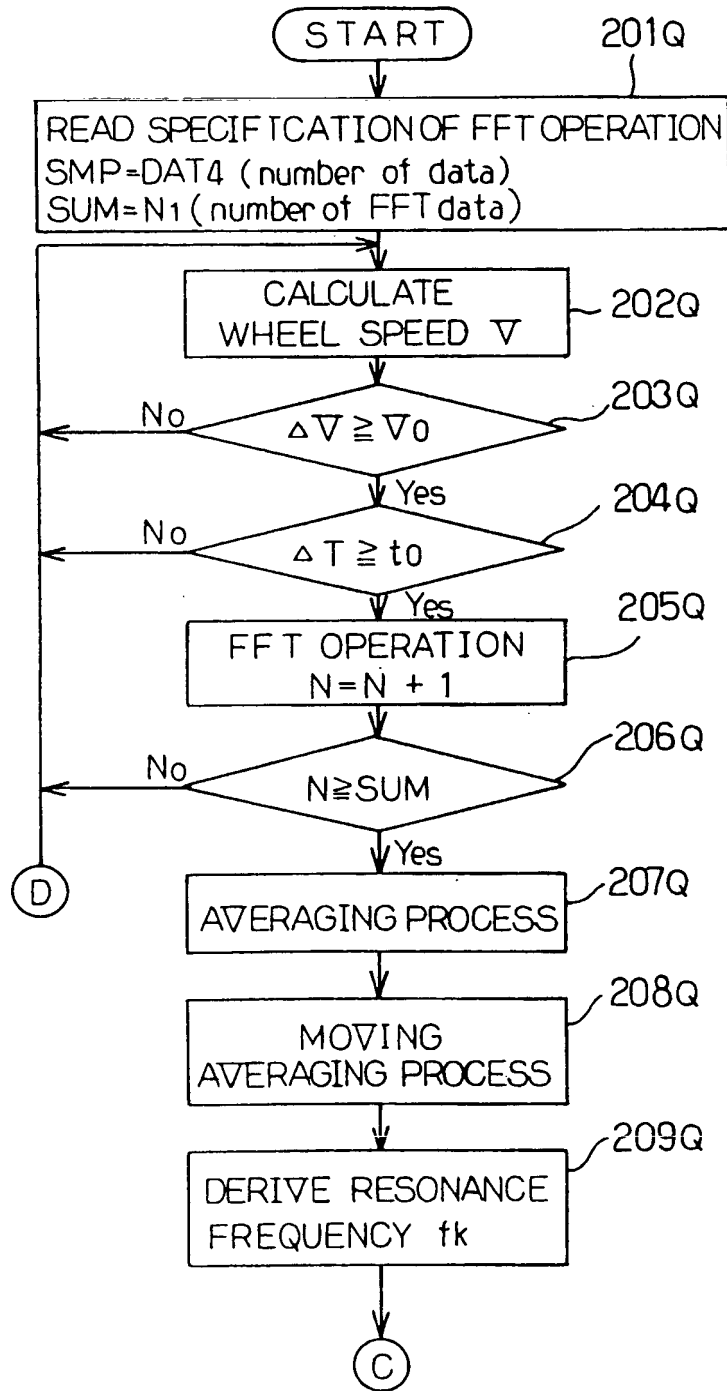 START
201Q
READ SPECIFICATION OF FFT OPERATION
SMP=DAT4 (number of data)
SUM=N1 (number of FFT data)
CALCULATE
WHEEL SPEED V
202Q
203Q
No
ΔV ≧ V0
Yes
204Q
No
ΔT ≧ t0
Yes
205Q
FFT OPERATION
N=N + 1
206Q
No
N≧SUM
Yes
D
207Q
AVERAGING PROCESS
208Q
MOVING
AVERAGING PROCESS
209Q
DERIVE RESONANCE
FREQUENCY fk
C